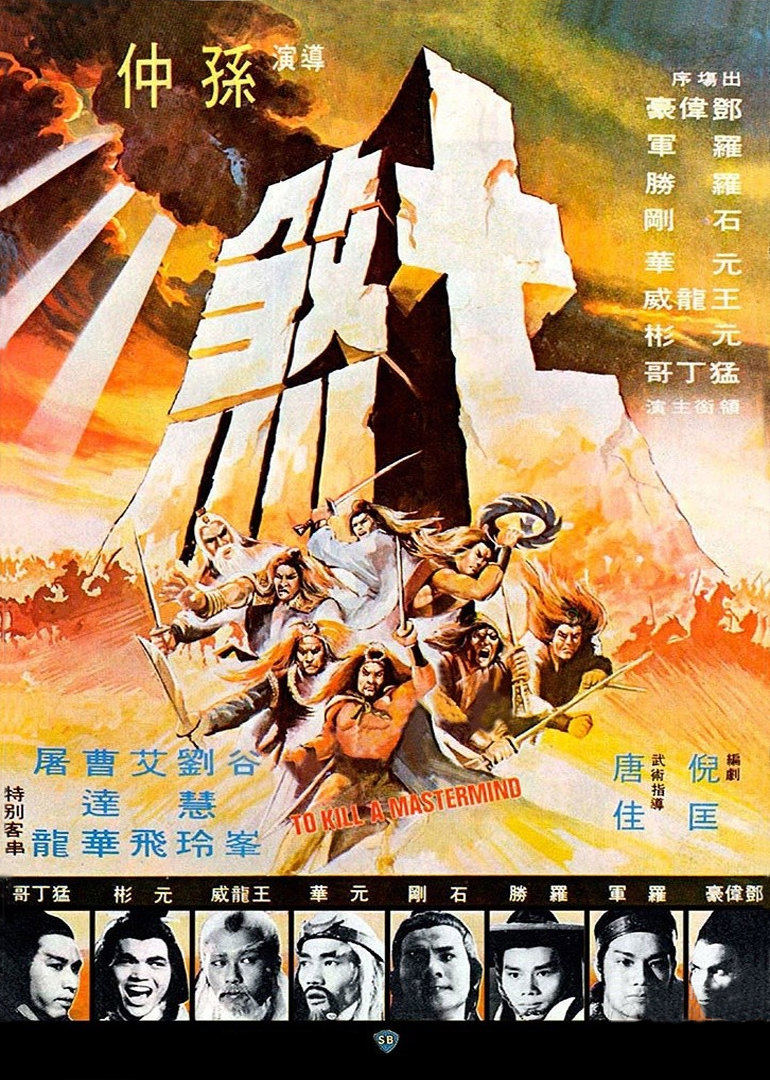 導演 孫仲
七煞
出塲序
鄧偉豪
羅軍
羅勝
石剛
元華
王龍威
元彬
猛丁哥
領銜主演
編劇
倪匡
武術指導
唐佳
谷峯
劉慧玲
艾飛
曹達華
屠龍
特別客串
TO KILL A MASTERMIND
鄧偉豪 羅軍 羅勝 石剛 元華 王龍威 元彬 猛丁哥
SB